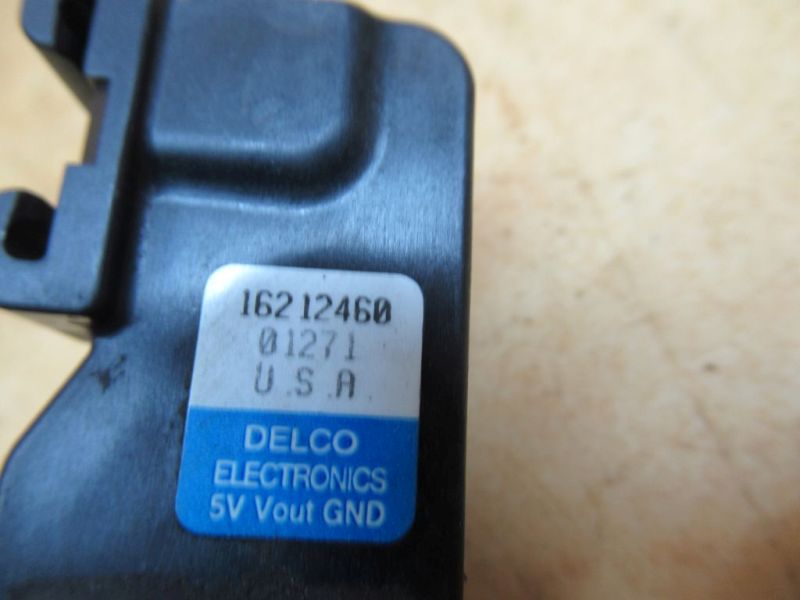 16212460
01271
U.S.A.
DELCO
ELECTRONICS
5V Vout GND